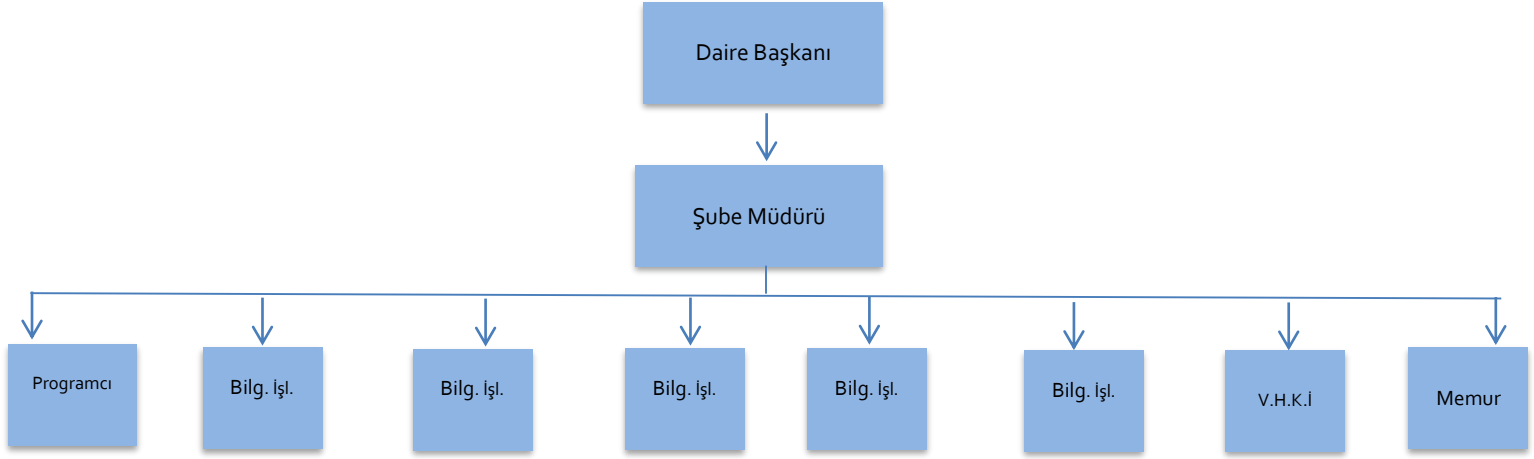 Daire Başkanı
Şube Müdürü
Programcı
Bilg. İşl.
Bilg. İşl.
Bilg. İşl.
Bilg. İşl.
Bilg. İşl.
V.H.K.İ
Memur